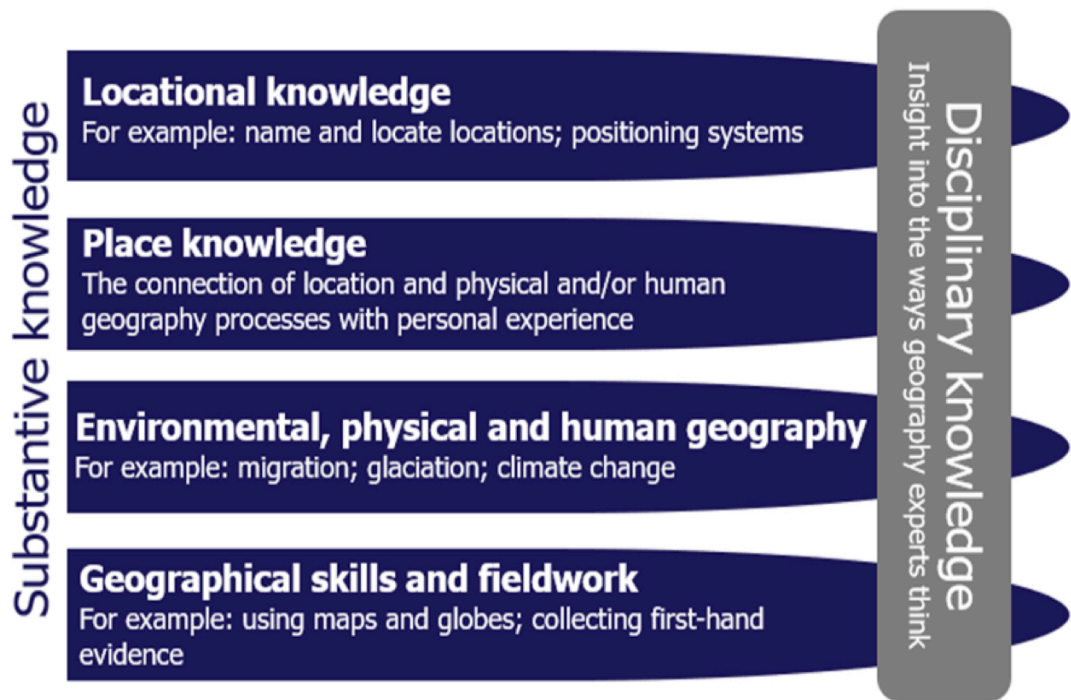 Substantive knowledge
Locational knowledge
For example: name and locate locations; positioning systems
Place knowledge
The connection of location and physical and/or human
geography processes with personal experience
Environmental, physical and human geography
For example: migration; glaciation; climate change
Geographical skills and fieldwork
For example: using maps and globes; collecting first-hand
evidence
Disciplinary knowledge
Insight into the ways geography experts think